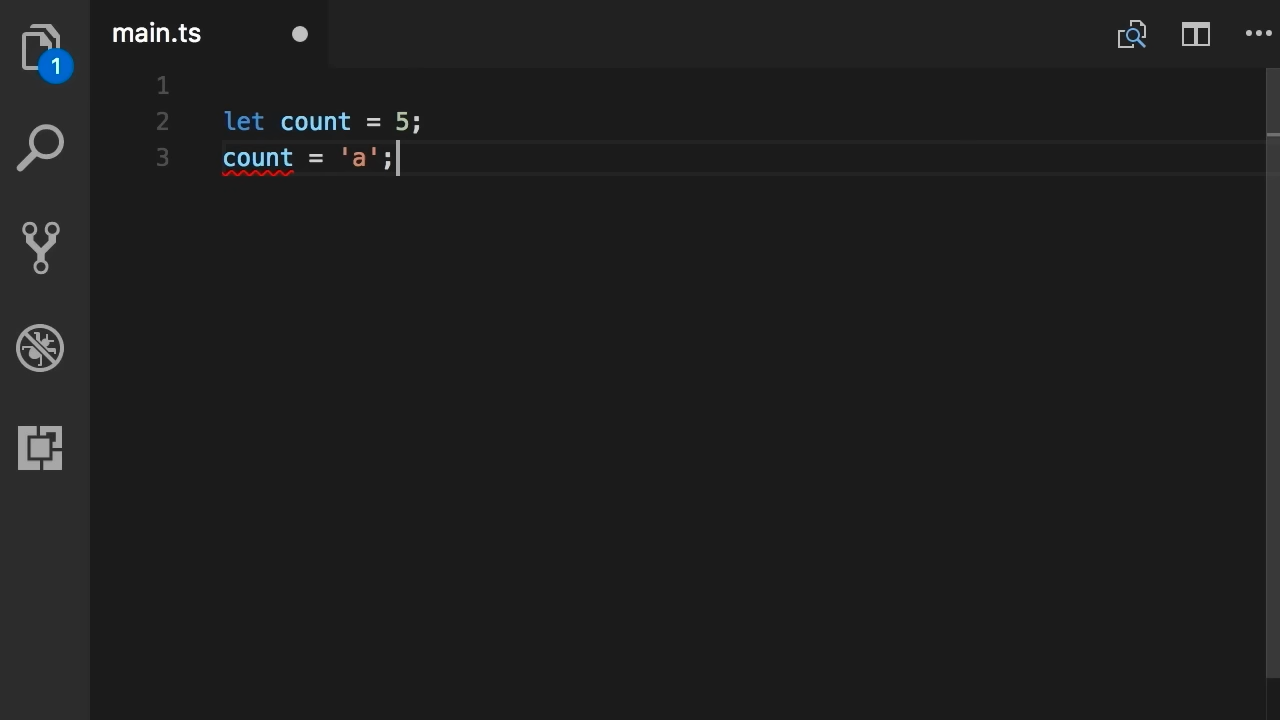 main.ts
1
1
2 let count = 5;
3 count = 'a';